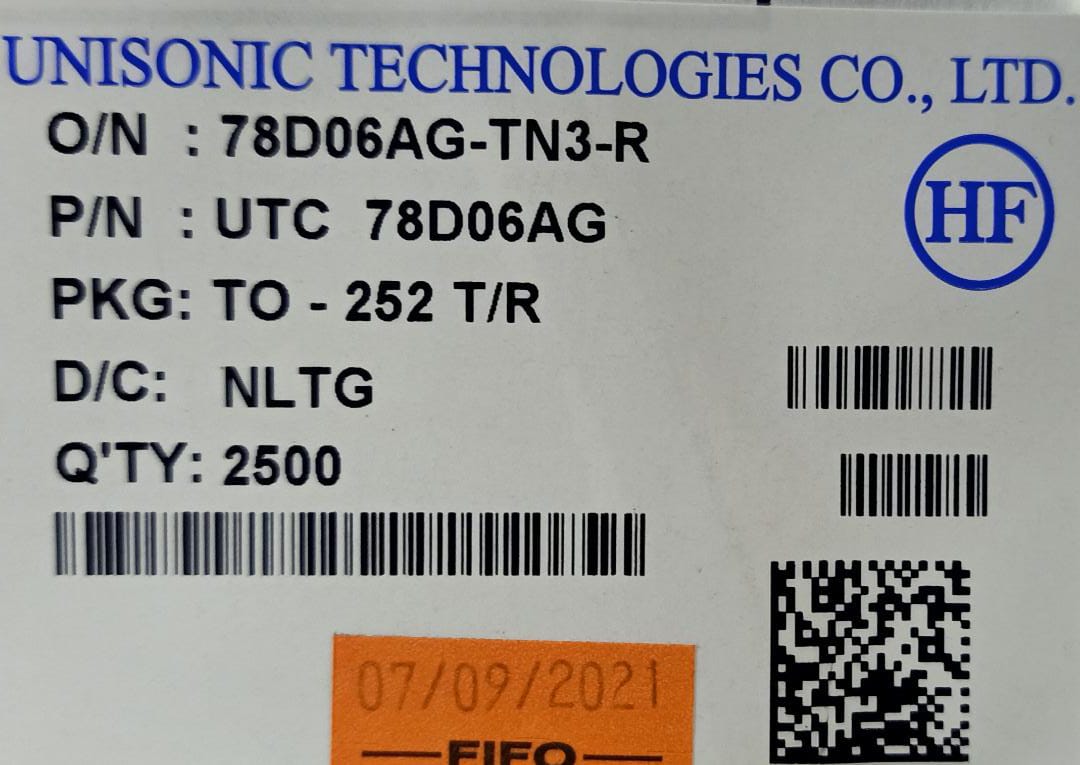 UNISONIC TECHNOLOGIES CO., LTD.
O/N : 78D06AG-TN3-R
P/N : UTC 78D06AG
HF
PKG: TO - 252 T/R
D/C: NLTG
Q'TY: 2500
07/09/2021
FIFO